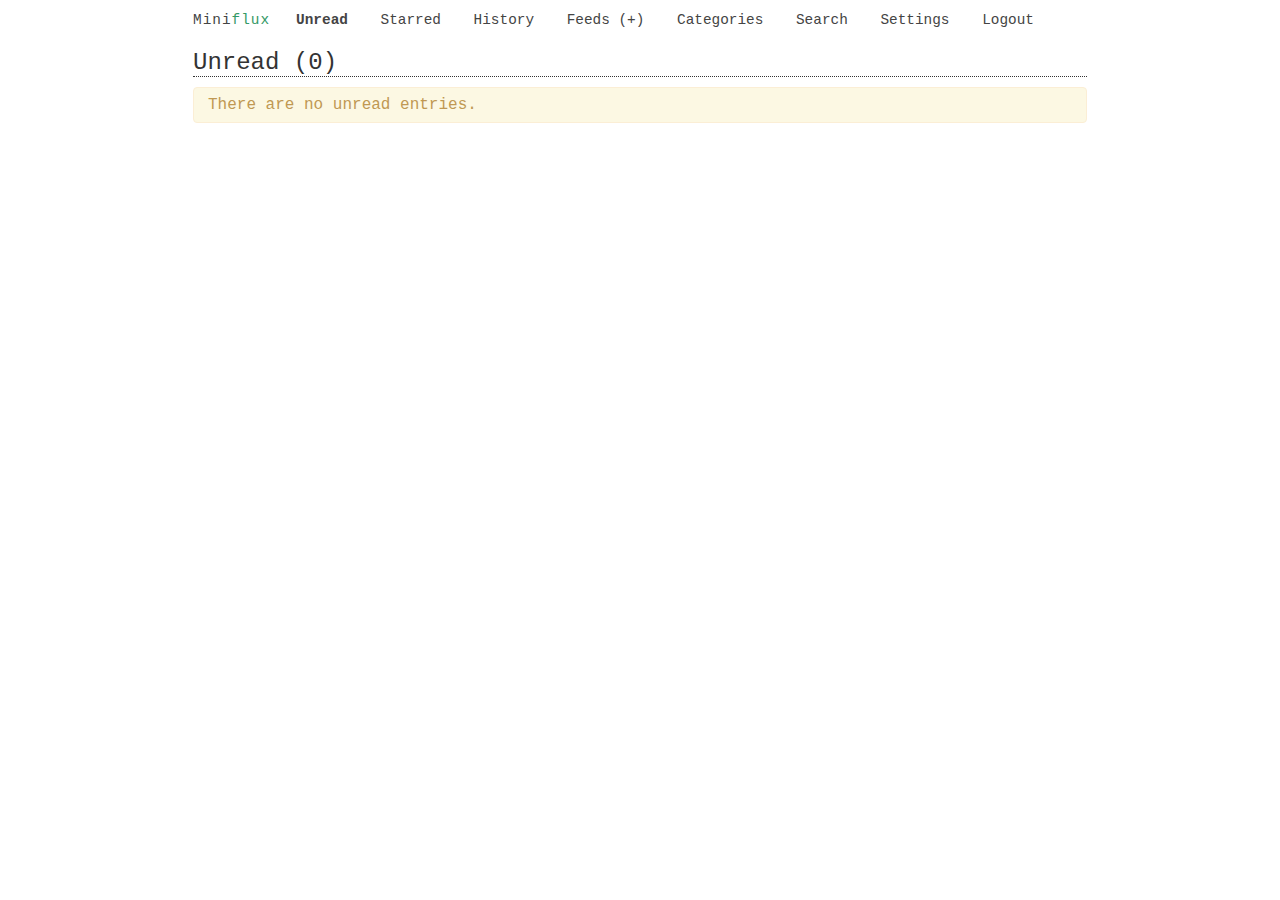 Miniflux Unread Starred History Feeds (+) Categories Search Settings Logout
Unread (0)
There are no unread entries.